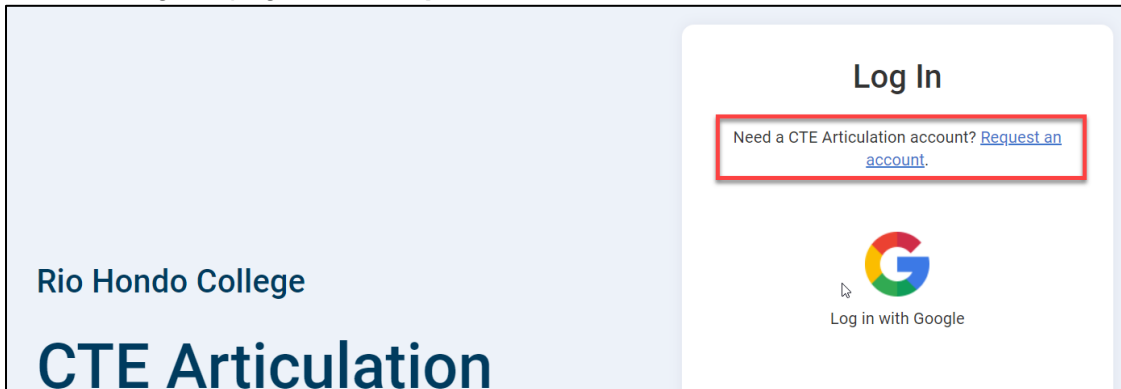 Log In
Need a CTE Articulation account? Request an
account.
Log in with Google
Rio Hondo College
CTE Articulation